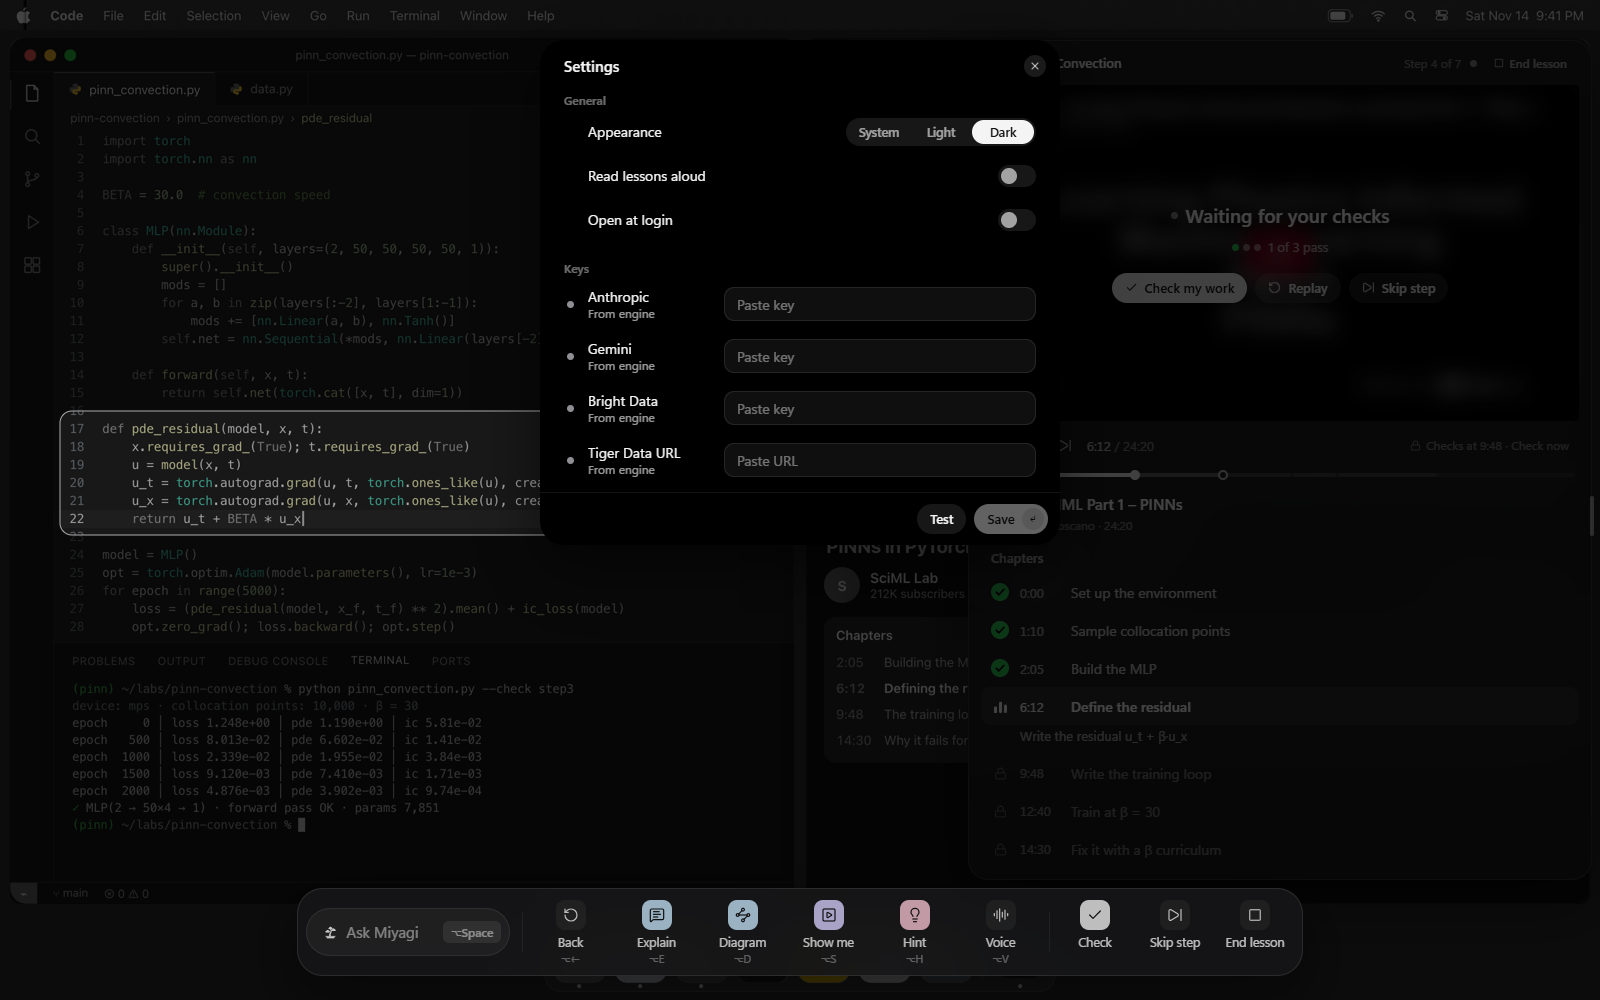 Code File Edit Selection View Go Run Terminal Window Help
Sat Nov 14 9:41 PM
pinn_convection.py — pinn-convection
pinn_convection.py
data.py
pinn-convection › pinn_convection.py › pde_residual
1 import torch
2 import torch.nn as nn
3
4 BETA = 30.0 # convection speed
5
6 class MLP(nn.Module):
7 def __init__(self, layers=(2, 50, 50, 50, 50, 1)):
8 super().__init__()
9 mods = []
10 for a, b in zip(layers[:-2], layers[1:-1]):
11 mods += [nn.Linear(a, b), nn.Tanh()]
12 self.net = nn.Sequential(*mods, nn.Linear(layers[-2
13
14 def forward(self, x, t):
15 return self.net(torch.cat([x, t], dim=1))
16
17 def pde_residual(model, x, t):
18 x.requires_grad_(True); t.requires_grad_(True)
19 u = model(x, t)
20 u_t = torch.autograd.grad(u, t, torch.ones_like(u), crea
21 u_x = torch.autograd.grad(u, x, torch.ones_like(u), crea
22 return u_t + BETA * u_x
23
24 model = MLP()
25 opt = torch.optim.Adam(model.parameters(), lr=1e-3)
26 for epoch in range(5000):
27 loss = (pde_residual(model, x_f, t_f) ** 2).mean() + ic_loss(model)
28 opt.zero_grad(); loss.backward(); opt.step()
PROBLEMS OUTPUT DEBUG CONSOLE TERMINAL PORTS
(pinn) ~/labs/pinn-convection % python pinn_convection.py --check step3
device: mps · collocation points: 10,000 · β = 30
epoch 0 │ loss 1.248e+00 │ pde 1.190e+00 │ ic 5.81e-02
epoch 500 │ loss 8.013e-02 │ pde 6.602e-02 │ ic 1.41e-02
epoch 1000 │ loss 2.339e-02 │ pde 1.955e-02 │ ic 3.84e-03
epoch 1500 │ loss 9.120e-03 │ pde 7.410e-03 │ ic 1.71e-03
epoch 2000 │ loss 4.876e-03 │ pde 3.902e-03 │ ic 9.74e-04
✓ MLP(2 → 50×4 → 1) · forward pass OK · params 7,851
(pinn) ~/labs/pinn-convection %
main 0 0
Settings
General
Appearance
System Light Dark
Read lessons aloud
Open at login
Keys
Anthropic
From engine
Paste key
Gemini
From engine
Paste key
Bright Data
From engine
Paste key
Tiger Data URL
From engine
Paste URL
Test
Save
Convection
Step 4 of 7
End lesson
Waiting for your checks
1 of 3 pass
Check my work
Replay
Skip step
6:12 / 24:20
Checks at 9:48 · Check now
ML Part 1 – PINNs
oscano · 24:20
Chapters
0:00 Set up the environment
1:10 Sample collocation points
2:05 Build the MLP
6:12 Define the residual
Write the residual u_t + β·u_x
9:48 Write the training loop
12:40 Train at β = 30
14:30 Fix it with a β curriculum
PINNs in PyTorc
S
SciML Lab
212K subscribers
Chapters
2:05 Building the M
6:12 Defining the r
9:48 The training lo
14:30 Why it fails for
Ask Miyagi
⌥Space
Back
⌥←
Explain
⌥E
Diagram
⌥D
Show me
⌥S
Hint
⌥H
Voice
⌥V
Check
Skip step
End lesson